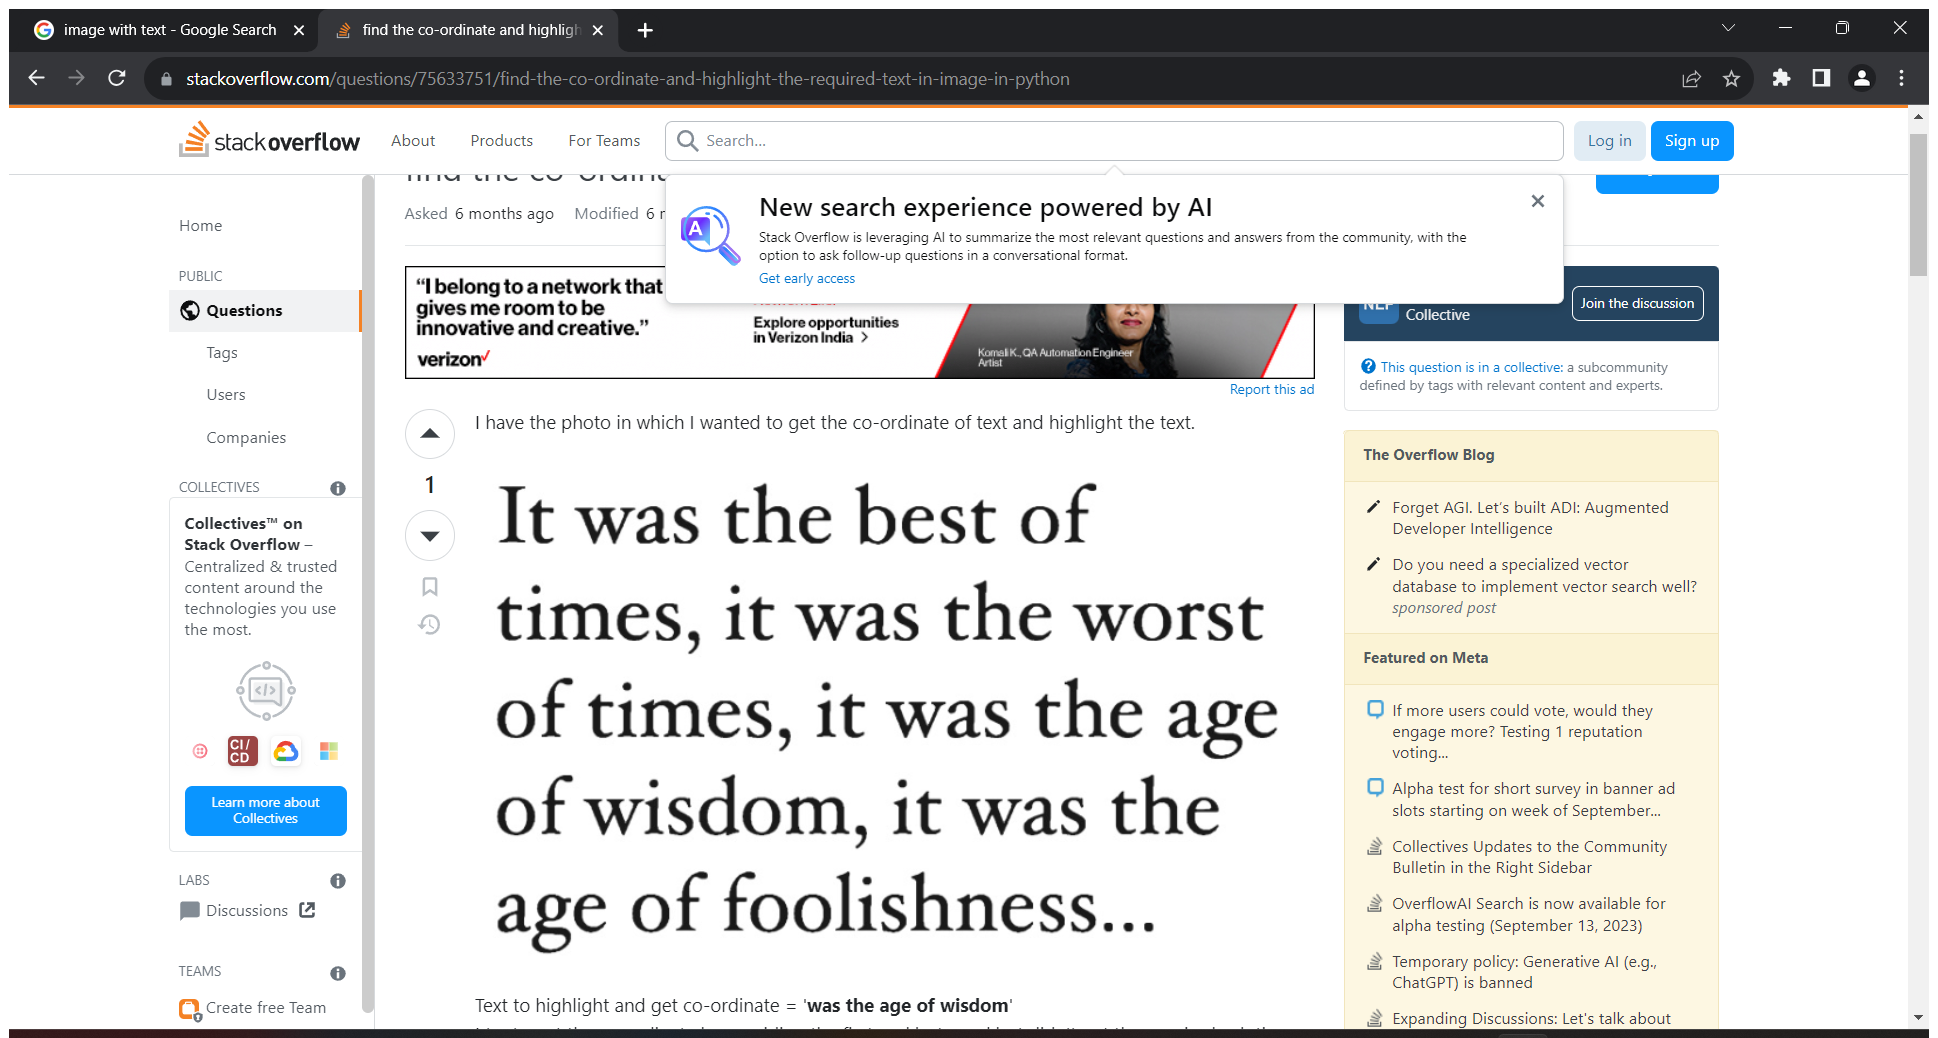 image with text - Google Search
find the co-ordinate and highligh
stackoverflow.com/questions/75633751/find-the-co-ordinate-and-highlight-the-required-text-in-image-in-python
stackoverflow
About
Products
For Teams
Search...
Log in
Sign up
find the co-ordina
Asked 6 months ago
Modified 6
New search experience powered by AI
Stack Overflow is leveraging AI to summarize the most relevant questions and answers from the community, with the
option to ask follow-up questions in a conversational format.
Get early access
Home
PUBLIC
Questions
Tags
Users
Companies
COLLECTIVES
Collectives™ on
Stack Overflow –
Centralized & trusted
content around the
technologies you use
the most.
CI/
CD
Learn more about
Collectives
LABS
Discussions
TEAMS
Create free Team
“I belong to a network that
gives me room to be
innovative and creative.”
verizon
Explore opportunities
in Verizon India >
Komali K., QA Automation Engineer
Artist
Report this ad
I have the photo in which I wanted to get the co-ordinate of text and highlight the text.
1
It was the best of
times, it was the worst
of times, it was the age
of wisdom, it was the
age of foolishness...
Text to highlight and get co-ordinate = 'was the age of wisdom'
NLP
Collective
Join the discussion
This question is in a collective: a subcommunity
defined by tags with relevant content and experts.
The Overflow Blog
Forget AGI. Let’s built ADI: Augmented
Developer Intelligence
Do you need a specialized vector
database to implement vector search well?
sponsored post
Featured on Meta
If more users could vote, would they
engage more? Testing 1 reputation
voting...
Alpha test for short survey in banner ad
slots starting on week of September...
Collectives Updates to the Community
Bulletin in the Right Sidebar
OverflowAI Search is now available for
alpha testing (September 13, 2023)
Temporary policy: Generative AI (e.g.,
ChatGPT) is banned
Expanding Discussions: Let's talk about